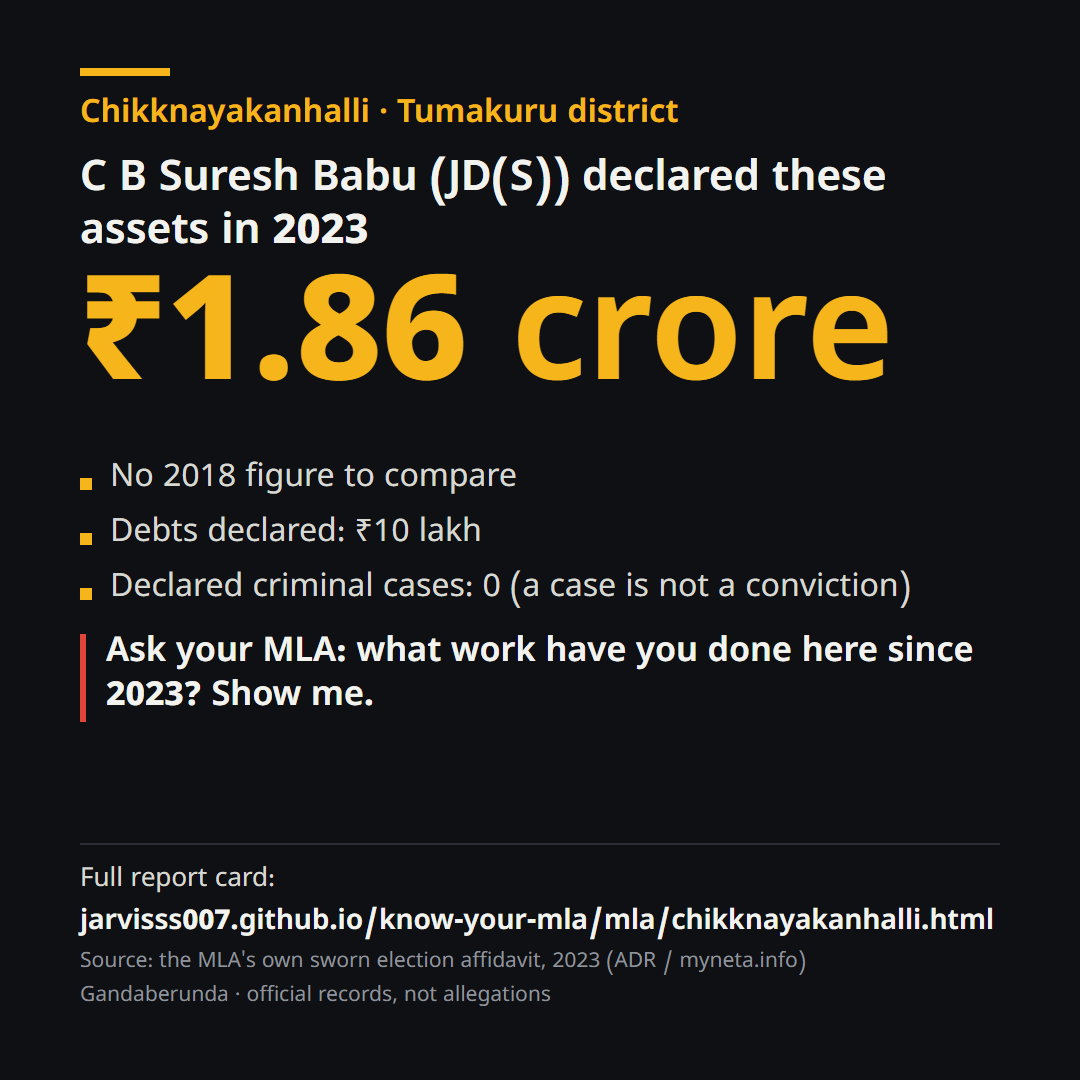 Chikknayakanhalli · Tumakuru district
C B Suresh Babu (JD(S)) declared these
assets in 2023
₹1.86 crore
No 2018 figure to compare
Debts declared: ₹10 lakh
Declared criminal cases: 0 (a case is not a conviction)
Ask your MLA: what work have you done here since
2023? Show me.
Full report card:
jarvisss007.github.io/know-your-mla/mla/chikknayakanhalli.html
Source: the MLA's own sworn election affidavit, 2023 (ADR / myneta.info)
Gandaberunda · official records, not allegations